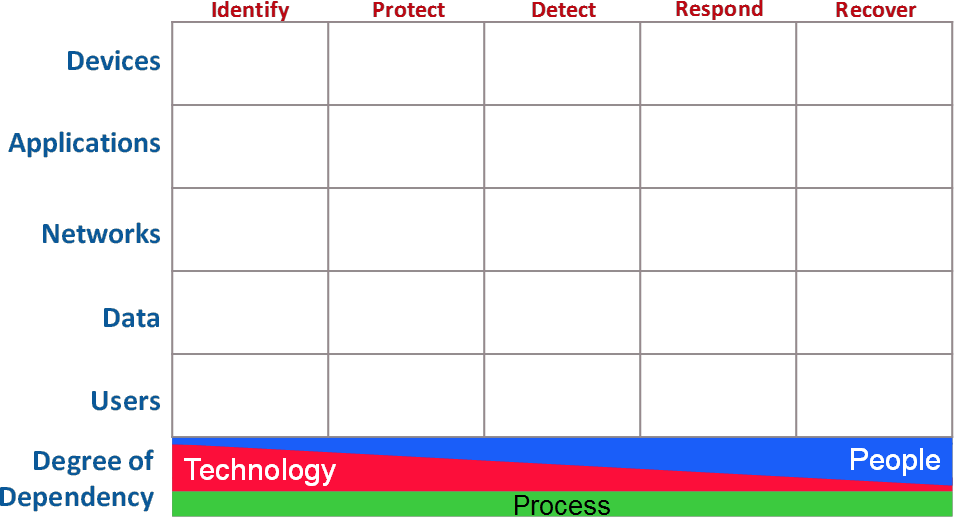 Identify Protect Detect Respond Recover
Devices
Applications
Networks
Data
Users
Degree of
Dependency
Technology
People
Process